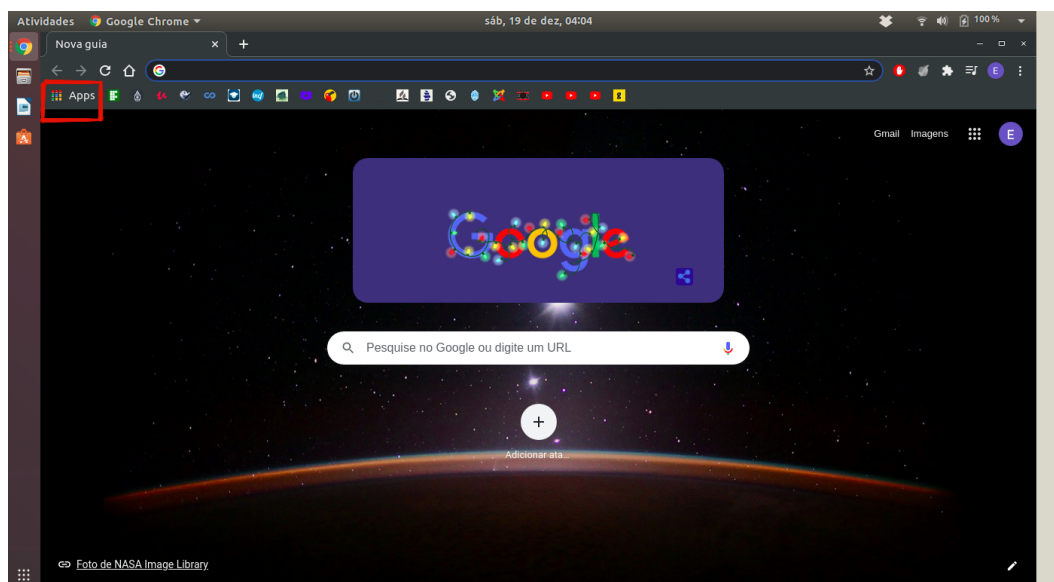 Atividades Google Chrome sáb, 19 de dez, 04:04 100 %
Nova guia
E
Apps
Gmail Imagens E
Google
Pesquise no Google ou digite um URL
Adicionar ata...
Foto de NASA Image Library